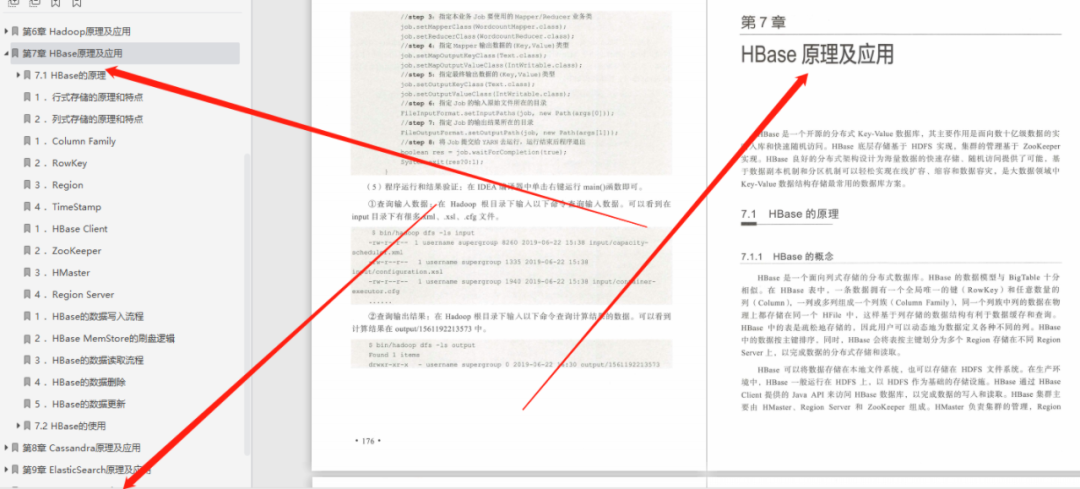 第6章 Hadoop原理及应用
第7章 HBase原理及应用
7.1 HBase的原理
1．行式存储的原理和特点
2．列式存储的原理和特点
1．Column Family
2．RowKey
3．Region
4．TimeStamp
1．HBase Client
2．ZooKeeper
3．HMaster
4．Region Server
1．HBase的数据写入流程
2．HBase MemStore的刷盘逻辑
3．HBase的数据读取流程
4．HBase的数据删除
5．HBase的数据更新
7.2 HBase的使用
第8章 Cassandra原理及应用
第9章 ElasticSearch原理及应用
//step 3：指定本业务 Job 要使用的 Mapper/Reducer 业务类
job.setMapperClass(WordcountMapper.class);
job.setReducerClass(WordcountReducer.class);
//step 4：指定 Mapper 输出数据的(Key,Value)类型
job.setMapOutputKeyClass(Text.class);
job.setMapOutputValueClass(IntWritable.class);
//step 5：指定最终输出数据的(Key,Value)类型
job.setOutputKeyClass(Text.class);
job.setOutputValueClass(IntWritable.class);
//step 6：指定 Job 的输入原始文件所在的目录
FileInputFormat.setInputPaths(job, new Path(args[0]));
//step 7：指定 Job 的输出结果所在的目录
FileOutputFormat.setOutputPath(job, new Path(args[1]));
//step 8：将 Job 提交给 YARN 去运行，运行结后程序退出
boolean res = job.waitForCompletion(true);
System.exit(res?0:1);
}
（5）程序运行和结果验证：在 IDEA 编译器中单击右键运行 main()函数即可。
①查询输入数据：在 Hadoop 根目录下输入以下命令查询输入数据。可以看到在
input 目录下有很多.xml、.xsl、.cfg 文件。
$ bin/hadoop dfs -ls input
-rw-r--r-- 1 username supergroup 8260 2019-06-22 15:38 input/capacity-
scheduler.xml
-rw-r--r-- 1 username supergroup 1335 2019-06-22 15:38
input/configuration.xsl
-rw-r--r-- 1 username supergroup 1940 2019-06-22 15:38 input/container-
executor.cfg
......
②查询输出结果：在 Hadoop 根目录下输入以下命令查询计算结果的数据。可以看到
计算结果在 output/1561192213573 中。
$ bin/hadoop dfs -ls output
Found 1 items
drwxr-xr-x - username supergroup 0 2019-06-22 16:30 output/1561192213573
• 176 •
第 7 章
HBase 原理及应用
HBase 是一个开源的分布式 Key-Value 数据库，其主要作用是面向数十亿级数据的实
入库和快速随机访问。HBase 底层存储基于 HDFS 实现，集群的管理基于 ZooKeeper
实现。HBase 良好的分布式架构设计为海量数据的快速存储、随机访问提供了可能，基
于数据副本机制和分区机制可以轻松实现在线扩容、缩容和数据容灾，是大数据领域中
Key-Value 数据结构存储最常用的数据库方案。
7.1 HBase 的原理
7.1.1 HBase 的概念
HBase 是一个面向列式存储的分布式数据库。HBase 的数据模型与 BigTable 十分
相似。在 HBase 表中，一条数据拥有一个全局唯一的键（RowKey）和任意数量的
列（Column），一列或多列组成一个列族（Column Family），同一个列族中列的数据在物
理上都存储在同一个 HFile 中，这样基于列存储的数据结构有利于数据缓存和查询。
HBase 中的表是疏松地存储的，因此用户可以动态地为数据定义各种不同的列。HBase
中的数据按主键排序，同时，HBase 会将表按主键划分为多个 Region 存储在不同 Region
Server 上，以完成数据的分布式存储和读取。
HBase 可以将数据存储在本地文件系统，也可以存储在 HDFS 文件系统。在生产环
境中，HBase 一般运行在 HDFS 上，以 HDFS 作为基础的存储设施。HBase 通过 HBase
Client 提供的 Java API 来访问 HBase 数据库，以完成数据的写入和读取。HBase 集群主
要由 HMaster、Region Server 和 ZooKeeper 组成。HMaster 负责集群的管理，Region